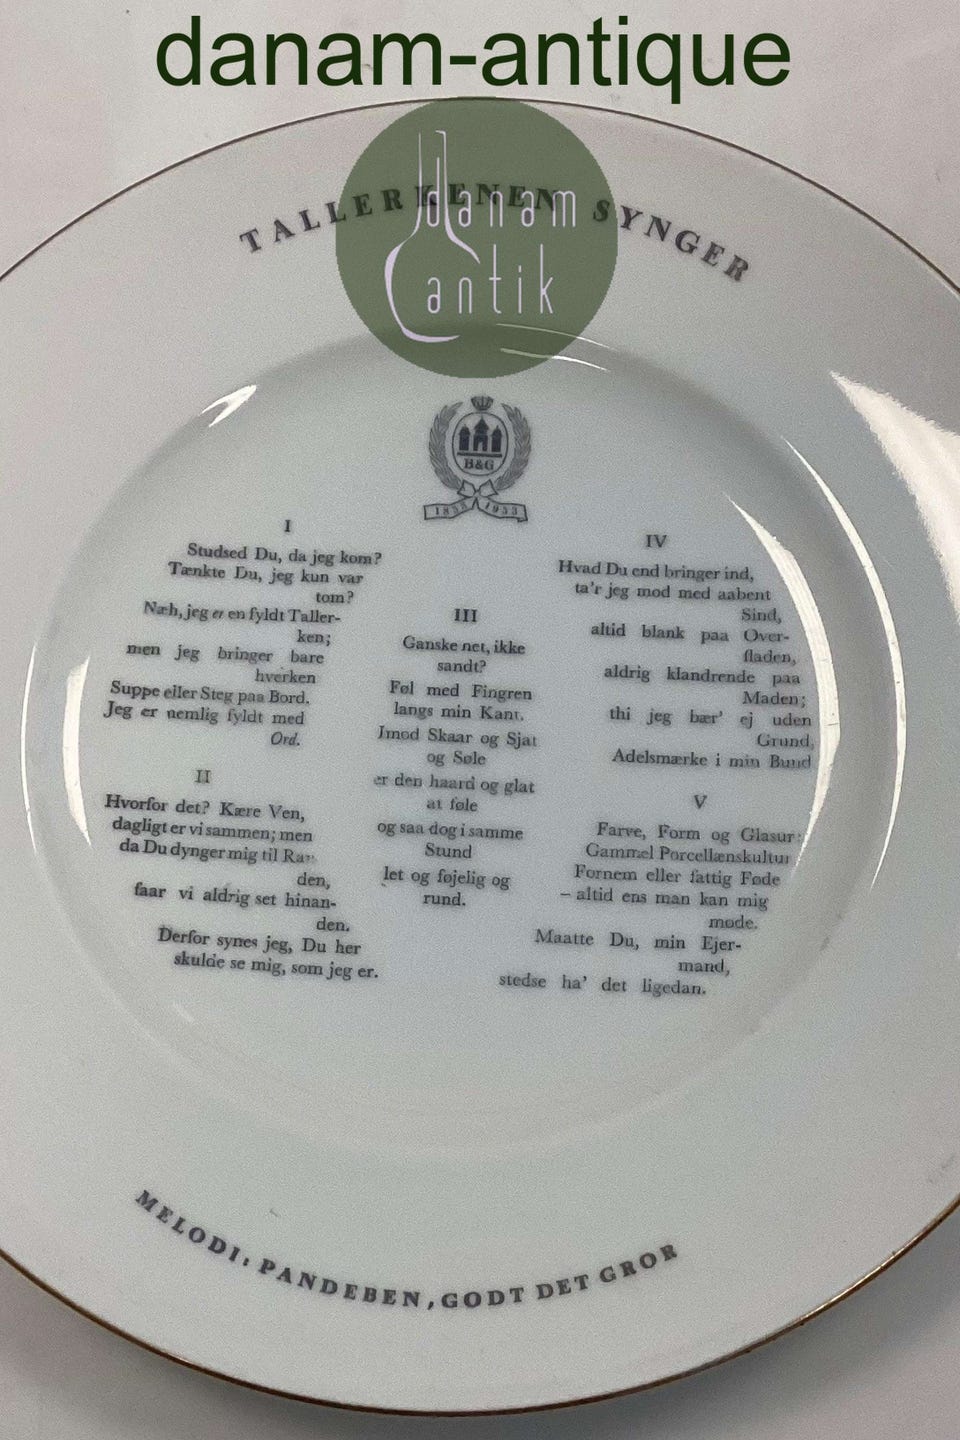 danam-antique
TALLERKENEN SYNGER
danam
antik
B&G
1853 1953
I
Studsed Du, da jeg kom?
Tænkte Du, jeg kun var
tom?
Næh, jeg er en fyldt Taller-
ken;
men jeg bringer bare
hverken
Suppe eller Steg paa Bord.
Jeg er nemlig fyldt med
Ord.
II
Hvorfor det? Kære Ven,
dagligt er vi sammen; men
da Du dynger mig til Ran-
den,
faar vi aldrig set hinan-
den.
Derfor synes jeg, Du her
skulde se mig, som jeg er.
III
Ganske net, ikke
sandt?
Føl med Fingren
langs min Kant.
Imod Skaar og Sjat
og Søle
er den haard og glat
at føle
og saa dog i samme
Stund
let og føjelig og
rund.
IV
Hvad Du end bringer ind,
ta'r jeg mod med aabent
Sind,
altid blank paa Over-
fladen,
aldrig klandrende paa
Maden;
thi jeg bær' ej uden
Grund,
Adelsmærke i min Bund
V
Farve, Form og Glasur:
Gammel Porcellænskultur
Fornem eller fattig Føde
– altid ens man kan mig
møde.
Maatte Du, min Ejer-
mand,
stedse ha' det ligedan.
MELODI: PANDEBEN, GODT DET GROR